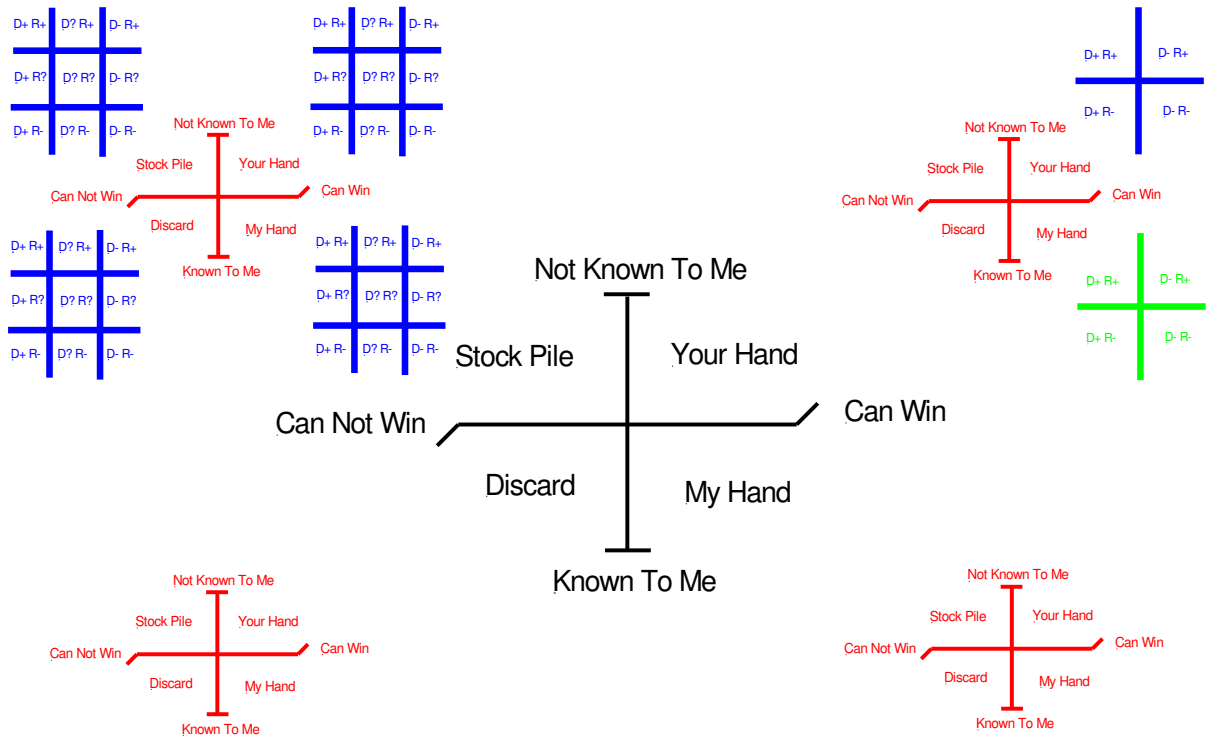 D+ R+ D? R+ D- R+
D+ R? D? R? D- R?
D+ R- D? R- D- R-
D+ R+ D? R+ D- R+
D+ R? D? R? D- R?
D+ R- D? R- D- R-
Not Known To Me
Stock Pile Your Hand
Can Not Win Can Win
Discard My Hand
Known To Me
D+ R+ D? R+ D- R+
D+ R? D? R? D- R?
D+ R- D? R- D- R-
D+ R+ D? R+ D- R+
D+ R? D? R? D- R?
D+ R- D? R- D- R-
D+ R+ D- R+
D+ R- D- R-
Not Known To Me
Stock Pile Your Hand
Can Not Win Can Win
Discard My Hand
Known To Me
D+ R+ D- R+
D+ R- D- R-
Not Known To Me
Stock Pile Your Hand
Can Not Win Can Win
Discard My Hand
Known To Me
Not Known To Me
Stock Pile Your Hand
Can Not Win Can Win
Discard My Hand
Known To Me
Not Known To Me
Stock Pile Your Hand
Can Not Win Can Win
Discard My Hand
Known To Me